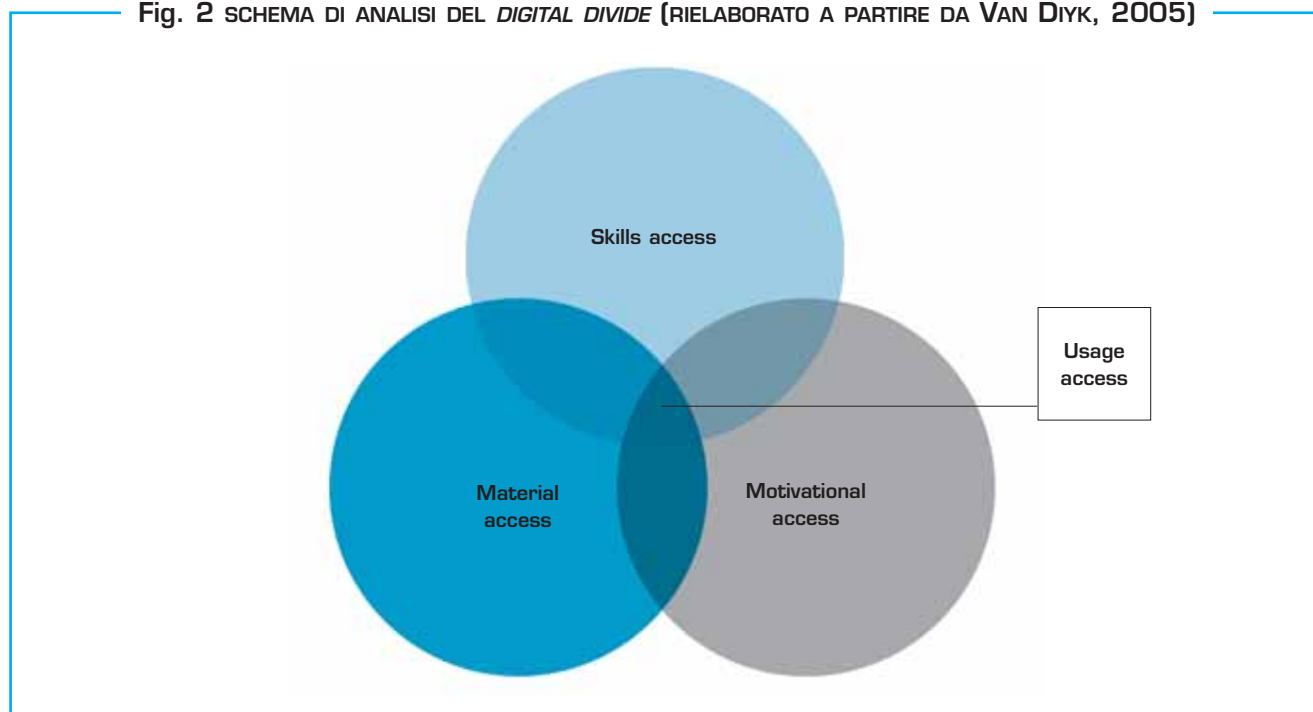 Fig. 2 SCHEMA DI ANALISI DEL DIGITAL DIVIDE (RIELABORATO A PARTIRE DA VAN DIYK, 2005)
Skills access
Usage
access
Material
access
Motivational
access